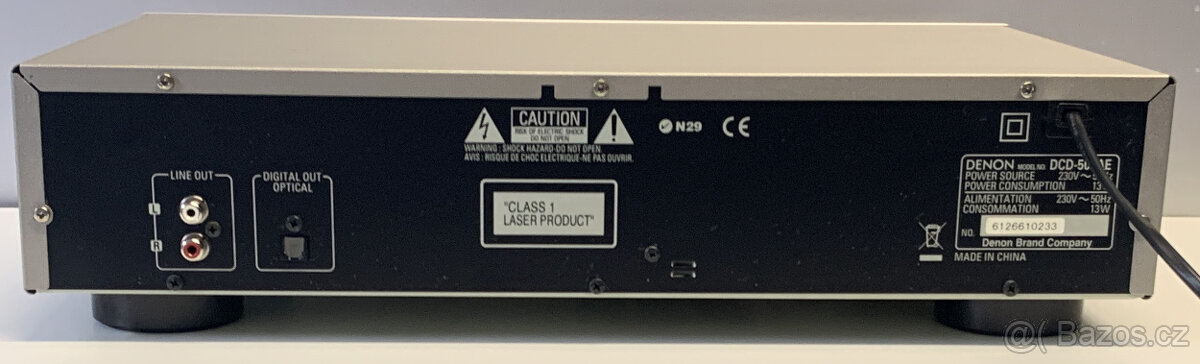 CAUTION
RISK OF ELECTRIC SHOCK
DO NOT OPEN
WARNING : SHOCK HAZARD-DO NOT OPEN.
AVIS : RISQUE DE CHOC ELECTRIQUE-NE PAS OUVRIR.
N29 CE
LINE OUT
L
R
DIGITAL OUT
OPTICAL
"CLASS 1
LASER PRODUCT"
DENON MODEL NO.
POWER SOURCE 230V～
POWER CONSUMPTION
ALIMENTATION 230V～50Hz
CONSOMMATION 13W
NO. 6126610233
Denon Brand Company
MADE IN CHINA
Bazos.cz